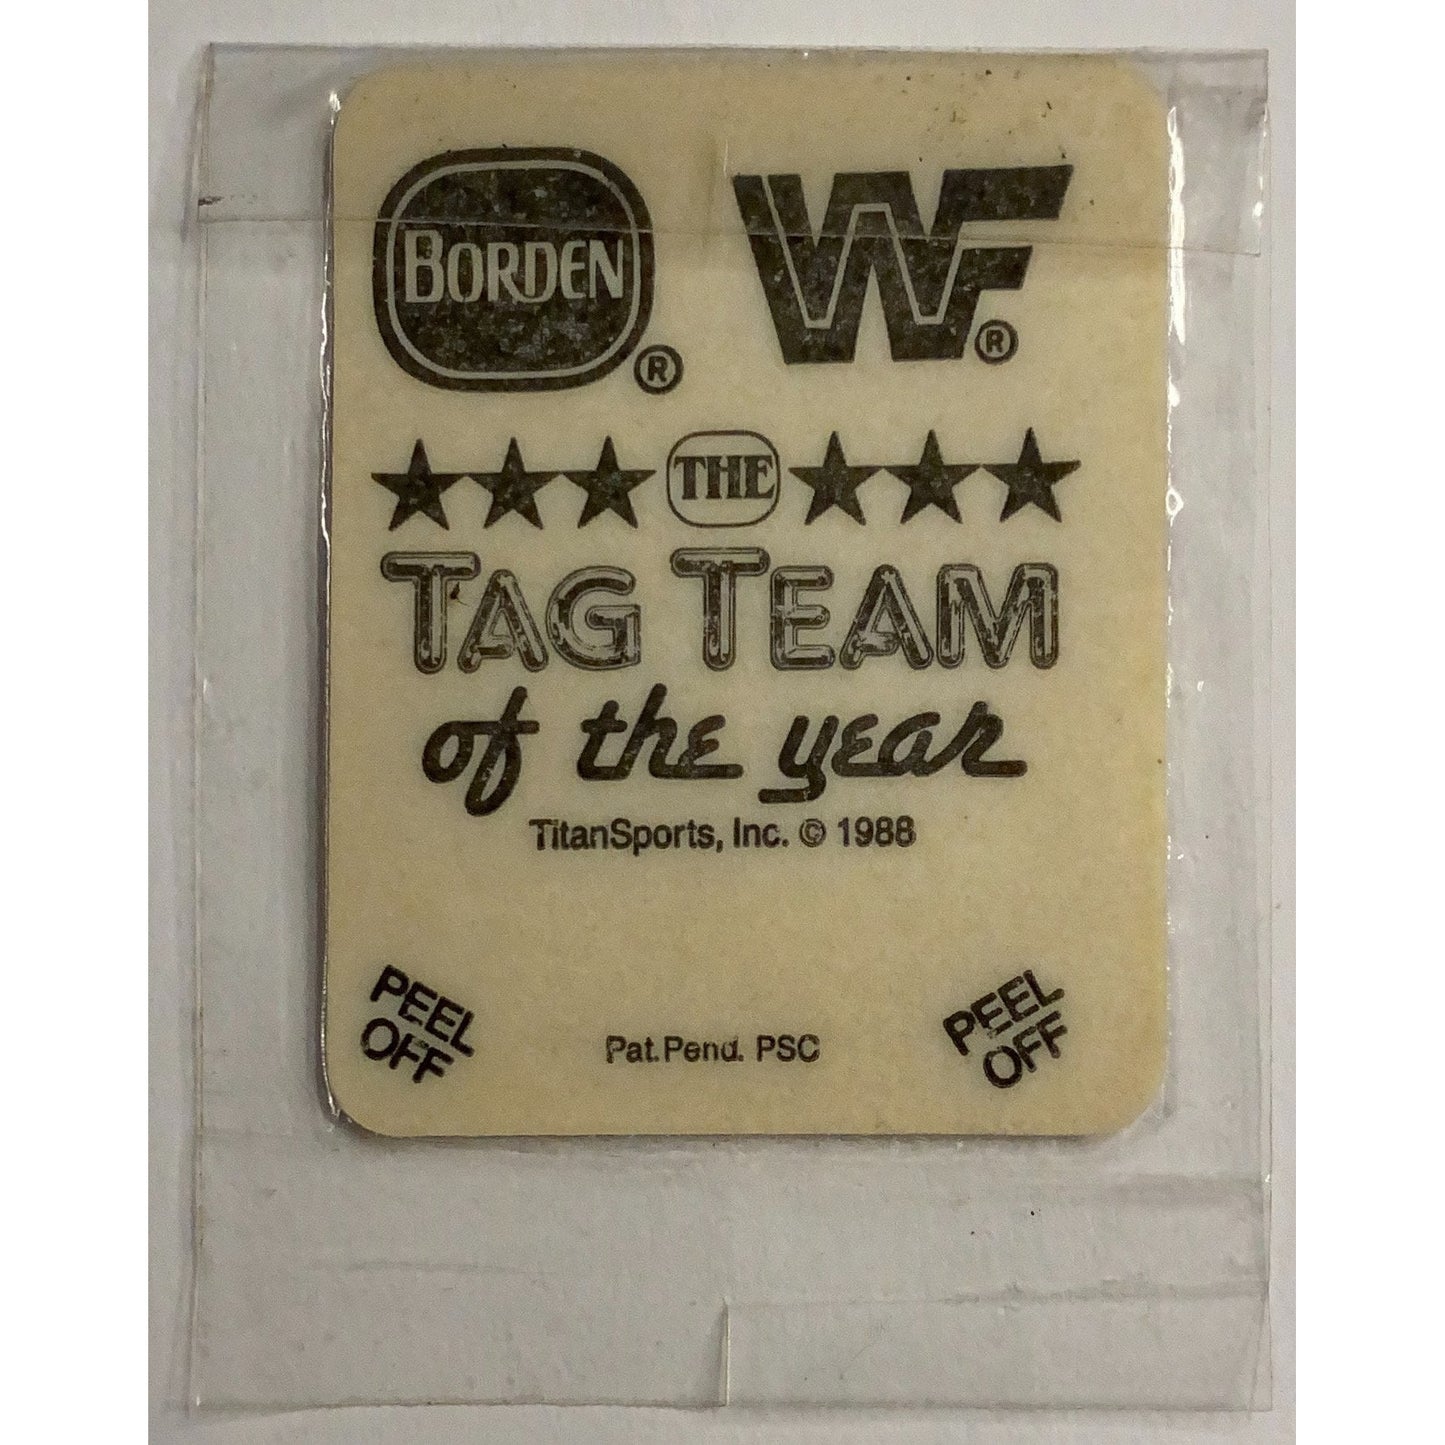 BORDEN ® WF ®
★★★ THE ★★★
TAG TEAM
of the year
TitanSports, Inc. © 1988
PEEL OFF
Pat. Pend. PSC
PEEL OFF